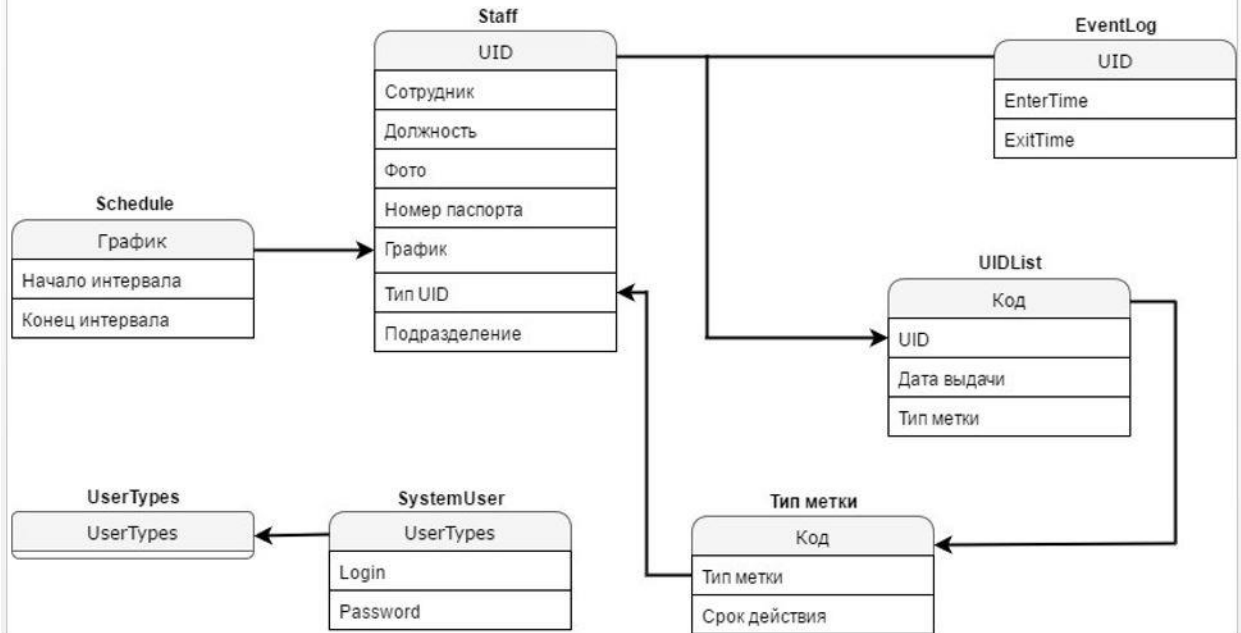 Staff
UID
Сотрудник
Должность
Фото
Номер паспорта
График
Тип UID
Подразделение
EventLog
UID
EnterTime
ExitTime
Schedule
График
Начало интервала
Конец интервала
UIDList
Код
UID
Дата выдачи
Тип метки
UserTypes
UserTypes
SystemUser
UserTypes
Login
Password
Тип метки
Код
Тип метки
Срок действия